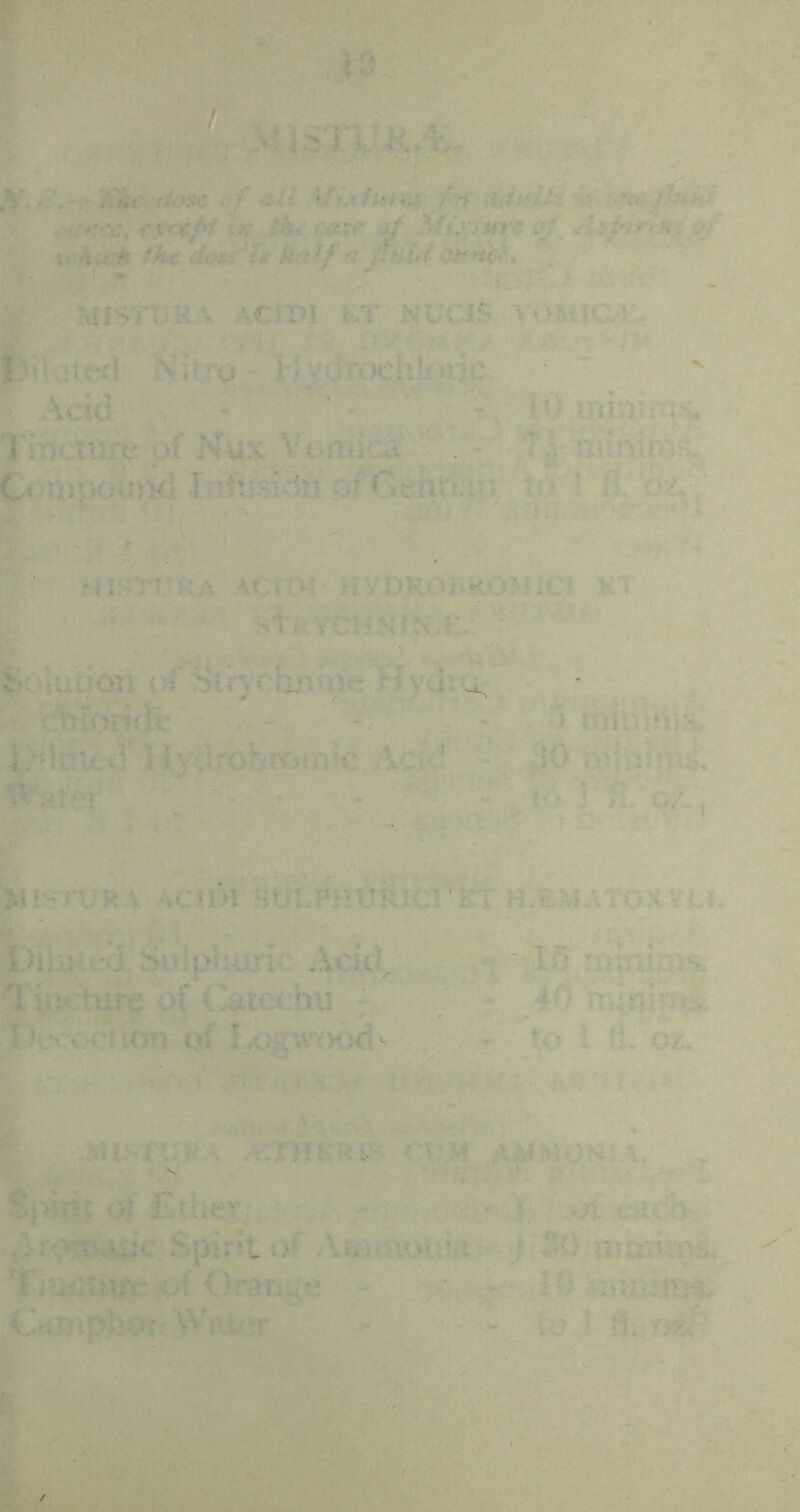 19
MISTURÆ.
N.B.—The dose of all Mixtures for adults is one fluid
ounce, except in the case of Mixture of Aspirin, of
which the dose is half a fluid ounce.
MISTURA ACIDI ET NUCIS VOMICÆ.
Diluted Nitro-Hydrochloric
Acid - - - 10 minims.
Tincture of Nux Vomica - 7½ minims.
Compound Infusion of Gentian to 1 fl. oz.
MISTURA ACIDI HYDROBROMICI ET
STRYCHNINÆ.
Solution of Strychnine Hydro-
chloride - - - 5 minims.
Diluted Hydrobromic Acid - 30 minims.
Water - - - to 1 fl. oz.
MISTURA ACIDI SULPHURICI ET HÆMATOXYLI.
Diluted Sulphuric Acid - 15 minims.
Tincture of Catechu - - 40 minims.
Decoction of Logwood - to 1 fl. oz.
MISTURA ÆTHERIS CUM AMMONIA.
Spirit of Ether - - } of each
Aromatic Spirit of Ammonia - } 30 minims.
Tincture of Orange - - 10 minims.
Camphor Water - - to 1 fl. oz.